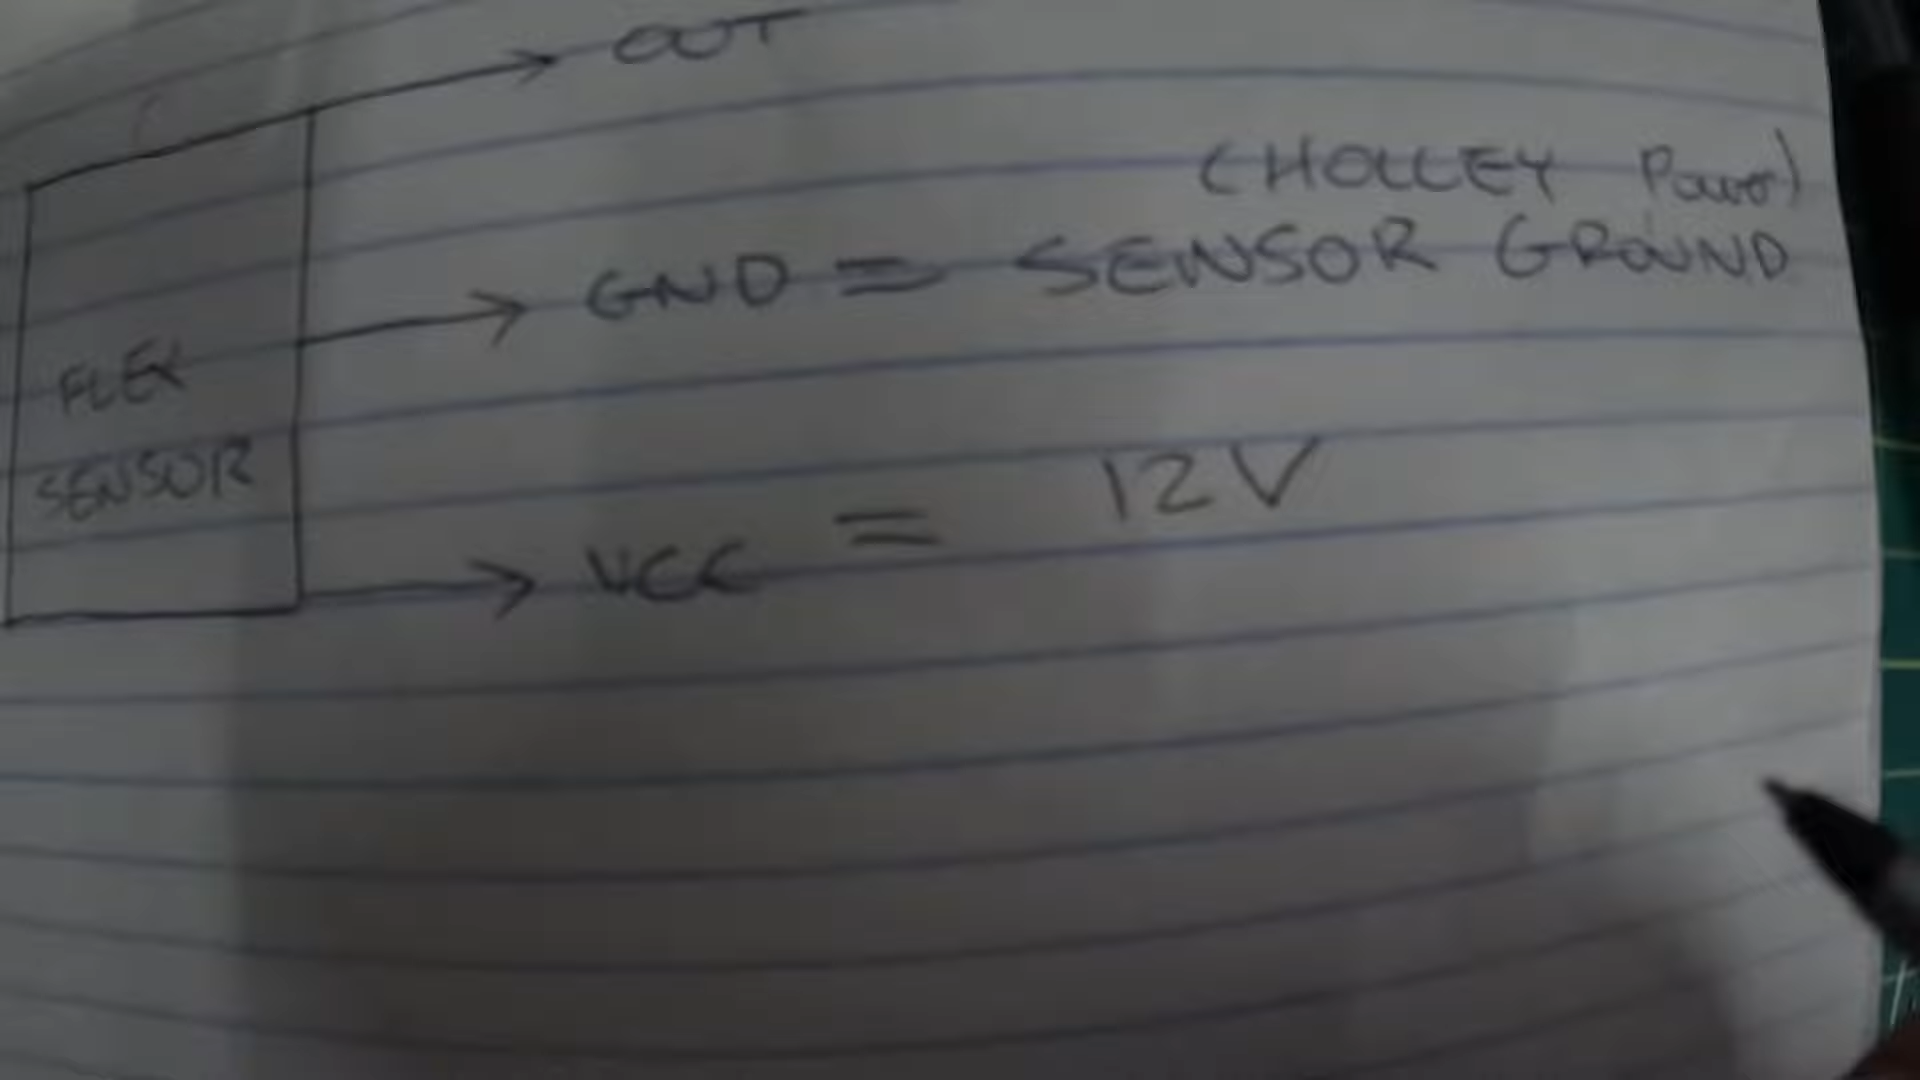 OUT
(HOLLEY Power)
GND = SENSOR GROUND
FLEX
SENSOR
VCC = 12V